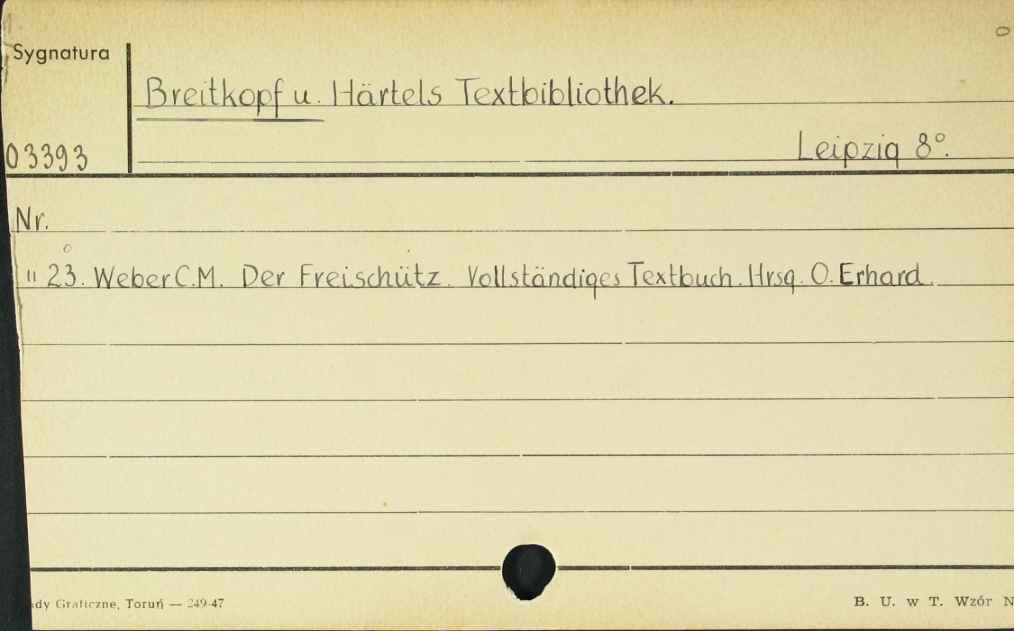 Sygnatura
Breitkopf u. Härtels Textbibliothek.
03393
Leipzig 8°.
Nr.
" 23. Weber C.M. Der Freischütz. Vollständiges Textbuch. Hrsg. O. Erhard.
dy Graficzne, Toruń — 249-47
B. U. w T. Wzór N